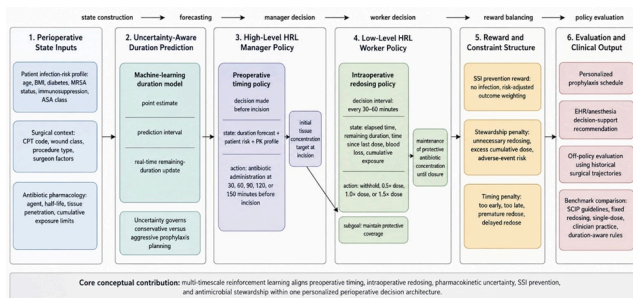 state construction
forecasting
manager decision
worker decision
reward balancing
policy evaluation
1. Perioperative
State Inputs
Patient infection-risk profile:
age, BMI, diabetes, MRSA
status, immunosuppression,
ASA class
Surgical context:
CPT code, wound class,
procedure type,
surgeon factors
Antibiotic pharmacology:
agent, half-life, tissue
penetration, cumulative
exposure limits
2. Uncertainty-Aware
Duration Prediction
Machine-learning
duration model
point estimate
prediction interval
real-time remaining-
duration update
Uncertainty governs
conservative versus
aggressive prophylaxis
planning
3. High-Level HRL
Manager Policy
Preoperative
timing policy
decision made
before incision
state: duration forecast +
patient risk + PK profile
action: antibiotic
administration at
30, 60, 90, 120, or
150 minutes before
incision
initial
tissue
concentration
target at
incision
4. Low-Level HRL
Worker Policy
Intraoperative
redosing policy
decision interval:
every 30–60 minutes
state: elapsed time,
remaining duration, time
since last dose, blood
loss, cumulative
exposure
action: withhold, 0.5× dose,
1.0× dose, or 1.5× dose
subgoal: maintain protective
coverage
maintenance
of protective
antibiotic
concentration
until closure
5. Reward and
Constraint Structure
SSI prevention reward:
no infection, risk-adjusted
outcome weighting
Stewardship penalty:
unnecessary redosing,
excess cumulative dose,
adverse-event risk
Timing penalty:
too early, too late,
premature redose,
delayed redose
6. Evaluation and
Clinical Output
Personalized
prophylaxis schedule
EHR/anesthesia
decision-support
recommendation
Off-policy evaluation
using historical
surgical trajectories
Benchmark comparison:
SCIP guidelines, fixed
redosing, single-dose,
clinician practice,
duration-aware rules
Core conceptual contribution: multi-timescale reinforcement learning aligns preoperative timing, intraoperative redosing, pharmacokinetic uncertainty, SSI prevention,
and antimicrobial stewardship within one personalized perioperative decision architecture.